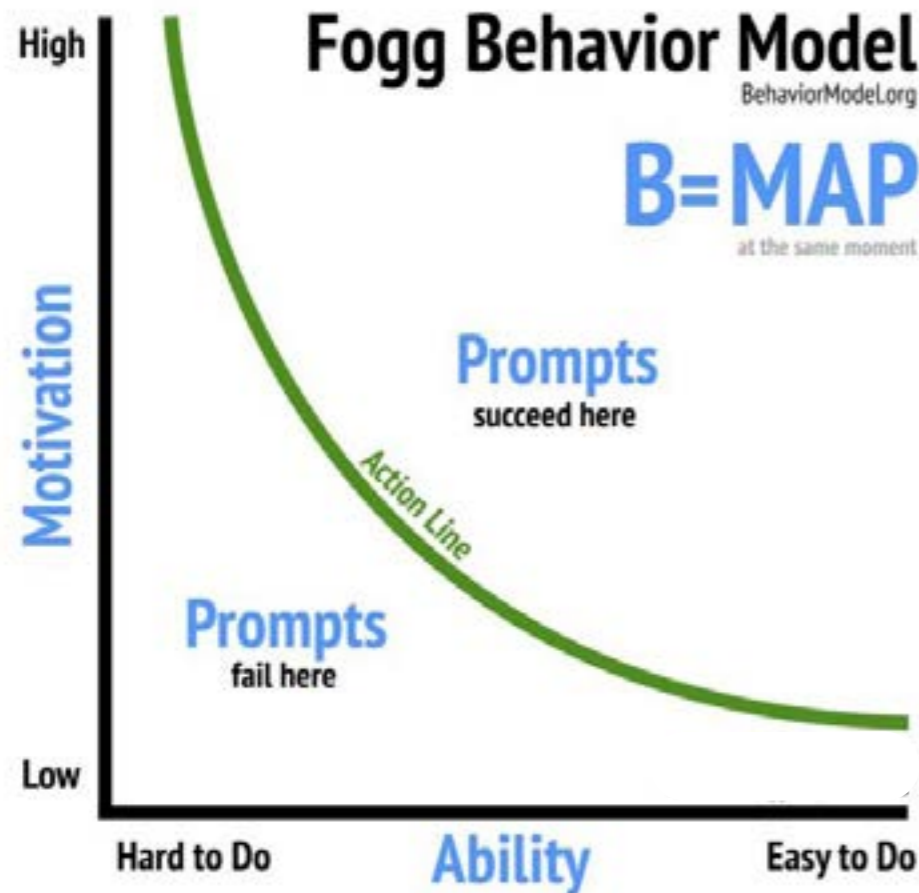 High
Fogg Behavior Model
BehaviorModel.org
B=MAP
at the same moment
Motivation
Prompts
succeed here
Action Line
Prompts
fail here
Low
Hard to Do
Ability
Easy to Do